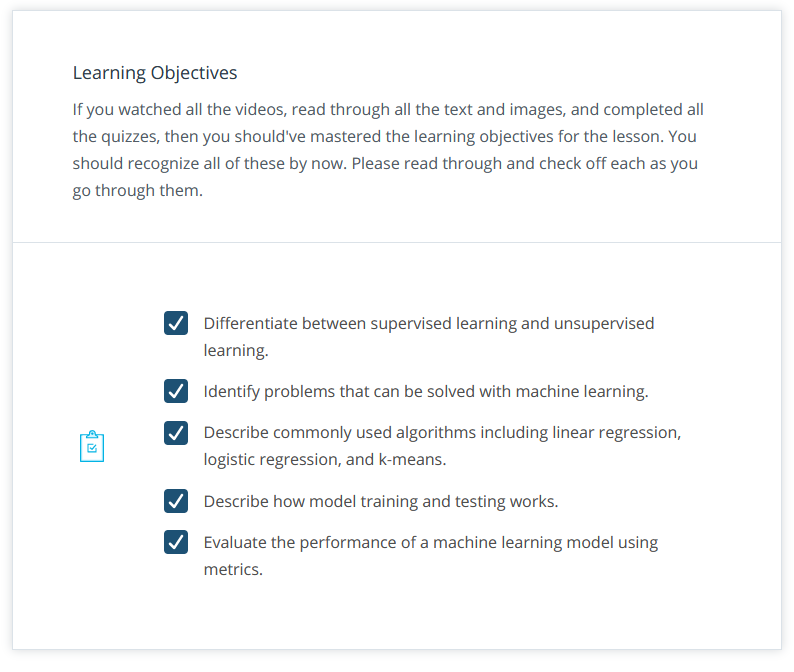 Learning Objectives
If you watched all the videos, read through all the text and images, and completed all
the quizzes, then you should've mastered the learning objectives for the lesson. You
should recognize all of these by now. Please read through and check off each as you
go through them.
Differentiate between supervised learning and unsupervised
learning.
Identify problems that can be solved with machine learning.
Describe commonly used algorithms including linear regression,
logistic regression, and k-means.
Describe how model training and testing works.
Evaluate the performance of a machine learning model using
metrics.